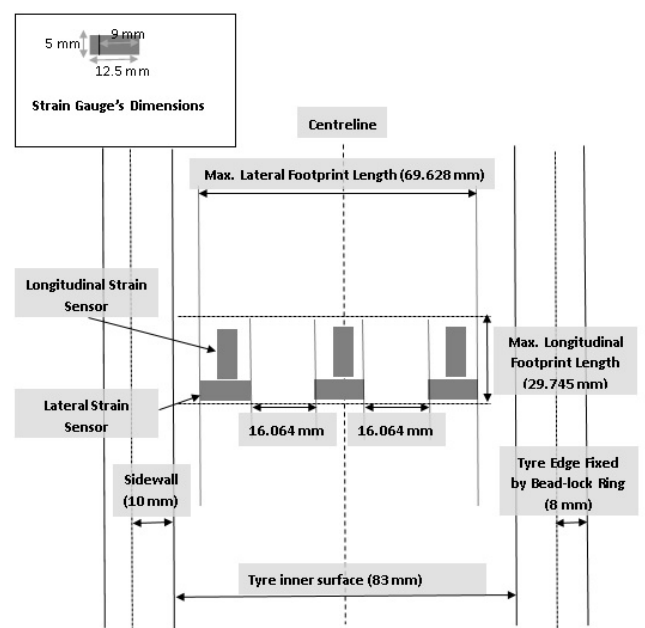 9 mm
5 mm
12.5 mm
Strain Gauge's Dimensions
Centreline
Max. Lateral Footprint Length (69.628 mm)
Longitudinal Strain
Sensor
Max. Longitudinal
Footprint Length
(29.745 mm)
Lateral Strain
Sensor
16.064 mm
16.064 mm
Sidewall
(10 mm)
Tyre Edge Fixed
by Bead-lock Ring
(8 mm)
Tyre inner surface (83 mm)